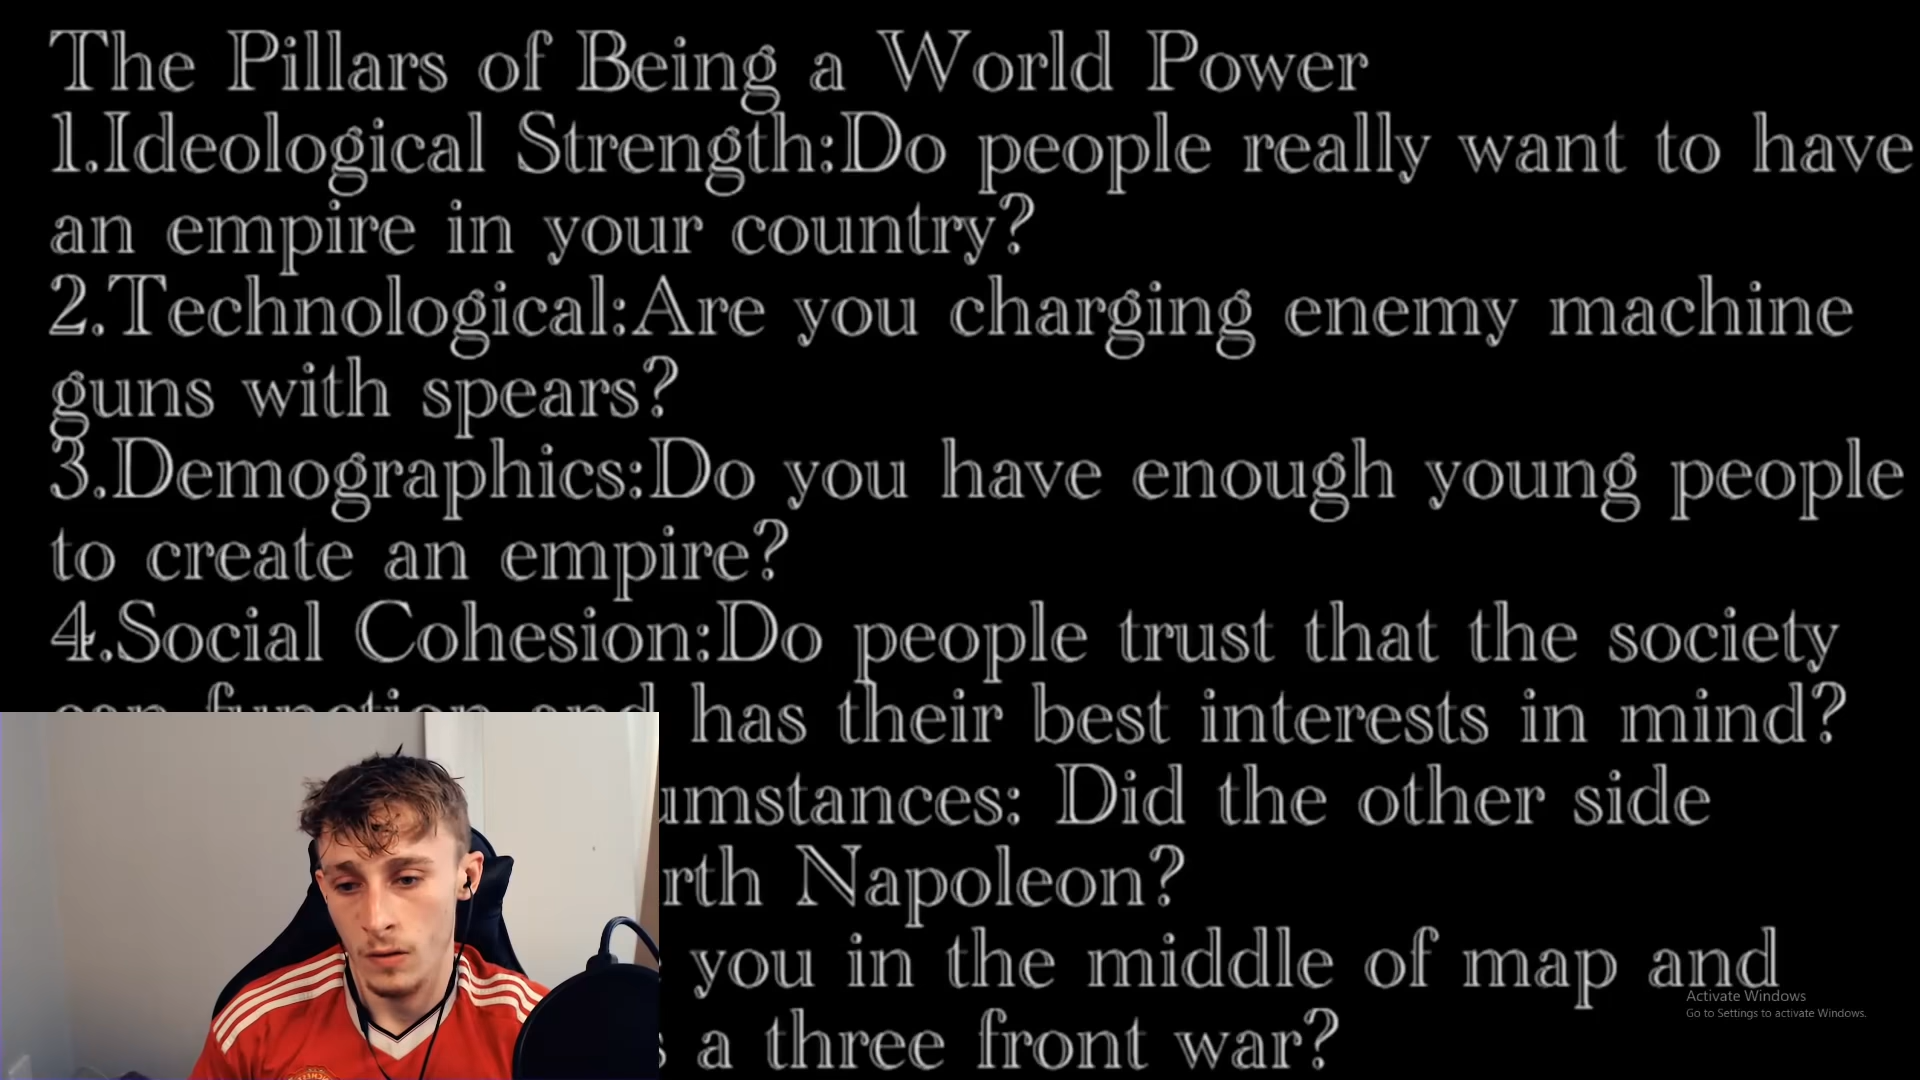 The Pillars of Being a World Power
1.Ideological Strength:Do people really want to have
an empire in your country?
2.Technological:Are you charging enemy machine
guns with spears?
3.Demographics:Do you have enough young people
to create an empire?
4.Social Cohesion:Do people trust that the society
can function and has their best interests in mind?
umstances: Did the other side
rth Napoleon?
you in the middle of map and
s a three front war?
Activate Windows
Go to Settings to activate Windows.